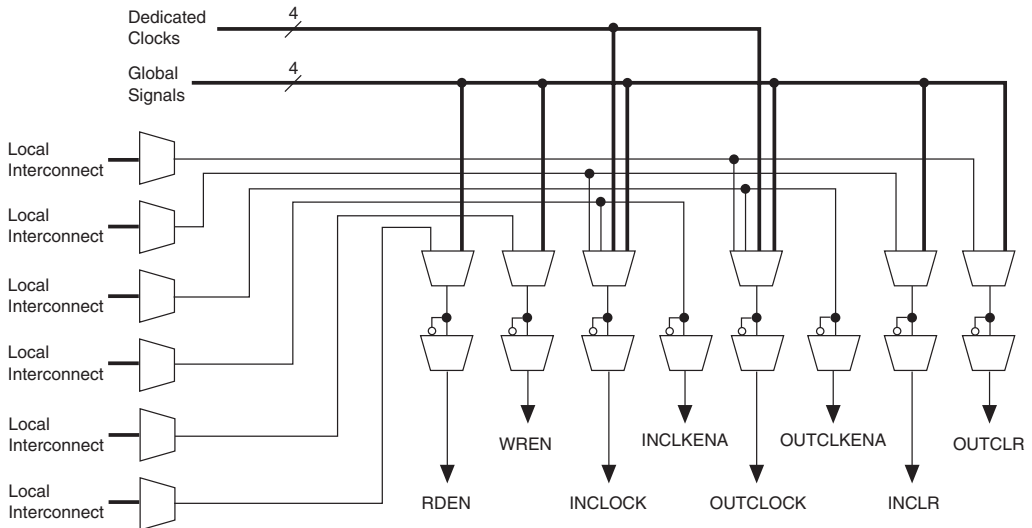 Dedicated
Clocks
4
Global
Signals
4
Local
Interconnect
Local
Interconnect
Local
Interconnect
Local
Interconnect
Local
Interconnect
Local
Interconnect
WREN
INCLKENA
OUTCLKENA
OUTCLR
RDEN
INCLOCK
OUTCLOCK
INCLR